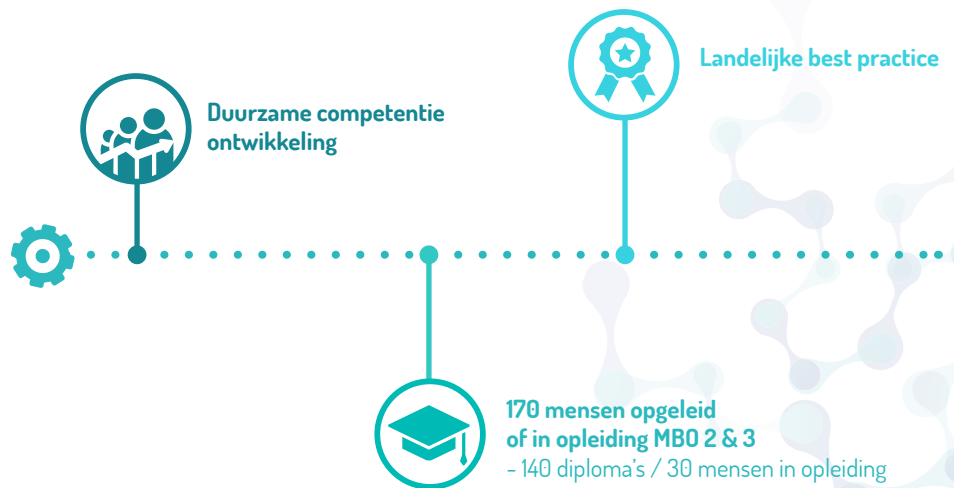 Landelijke best practice
Duurzame competentie
ontwikkeling
170 mensen opgeleid
of in opleiding MBO 2 & 3
- 140 diploma's / 30 mensen in opleiding